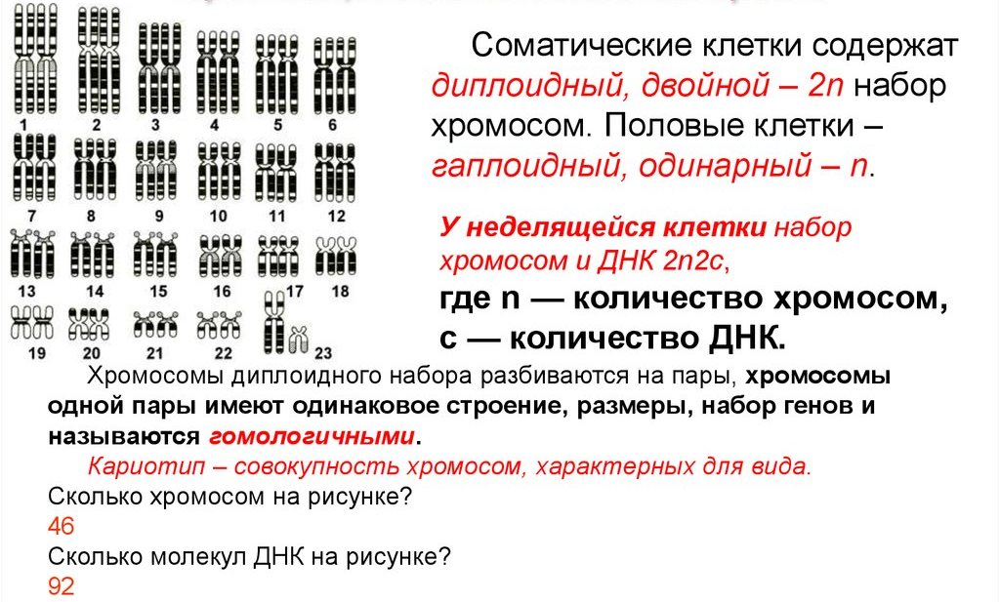 Соматические клетки содержат
диплоидный, двойной – 2n набор
хромосом. Половые клетки –
гаплоидный, одинарный – n.
У неделящейся клетки набор
хромосом и ДНК 2n2c,
где n — количество хромосом,
с — количество ДНК.
1 2 3 4 5 6
7 8 9 10 11 12
13 14 15 16 17 18
19 20 21 22 23
Хромосомы диплоидного набора разбиваются на пары, хромосомы
одной пары имеют одинаковое строение, размеры, набор генов и
называются гомологичными.
Кариотип – совокупность хромосом, характерных для вида.
Сколько хромосом на рисунке?
46
Сколько молекул ДНК на рисунке?
92